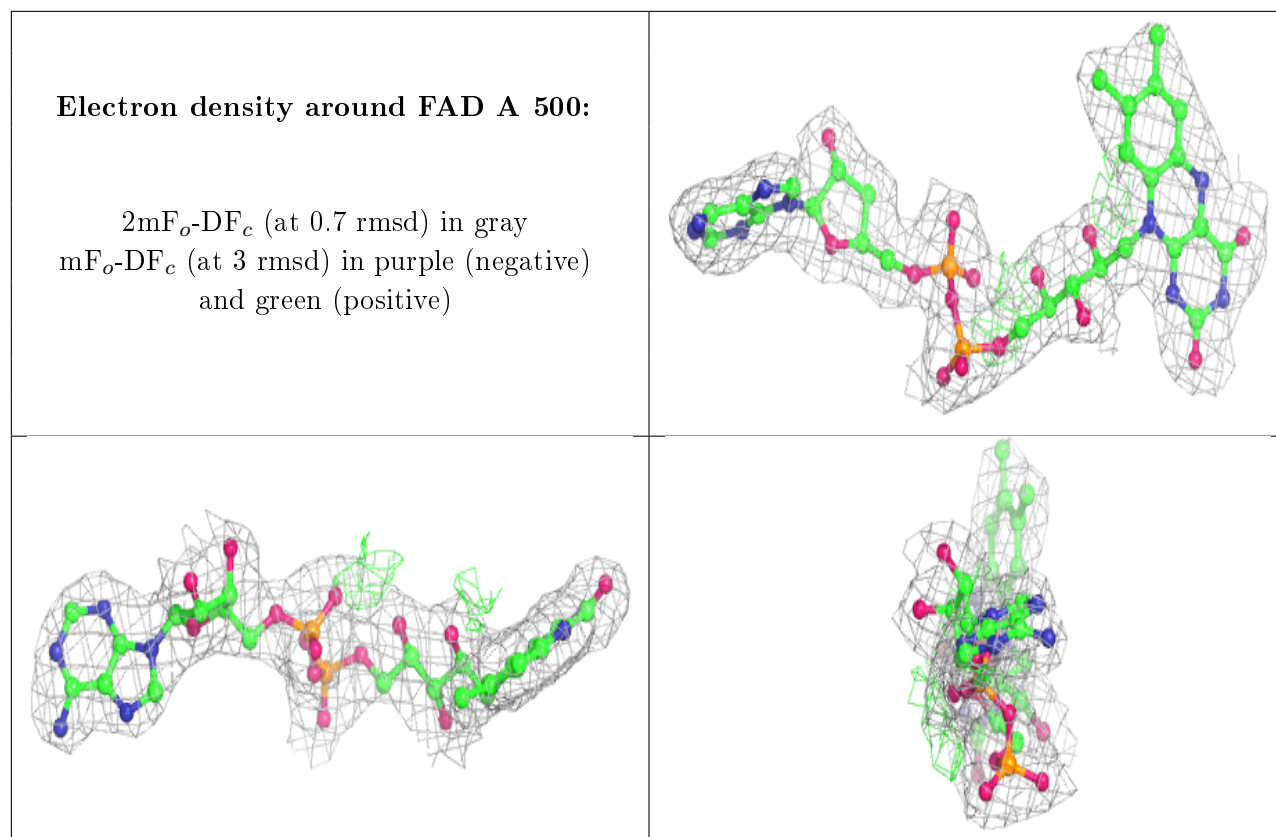 Electron density around FAD A 500:
2mFo-DFc (at 0.7 rmsd) in gray
mFo-DFc (at 3 rmsd) in purple (negative)
and green (positive)